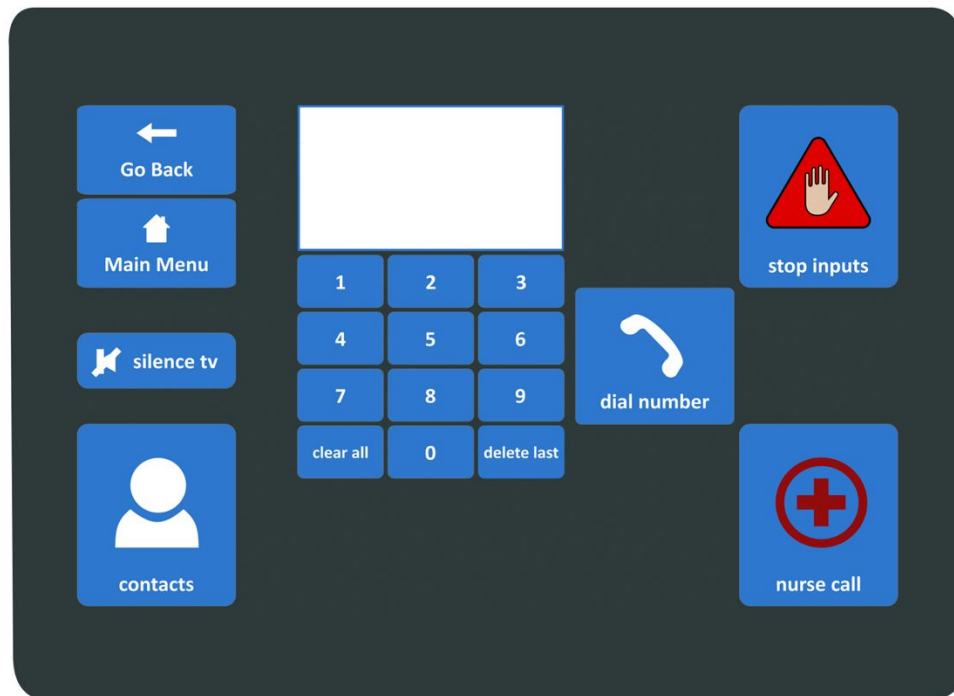 Go Back
Main Menu
silence tv
contacts
1 2 3
4 5 6
7 8 9
clear all 0 delete last
dial number
stop inputs
nurse call